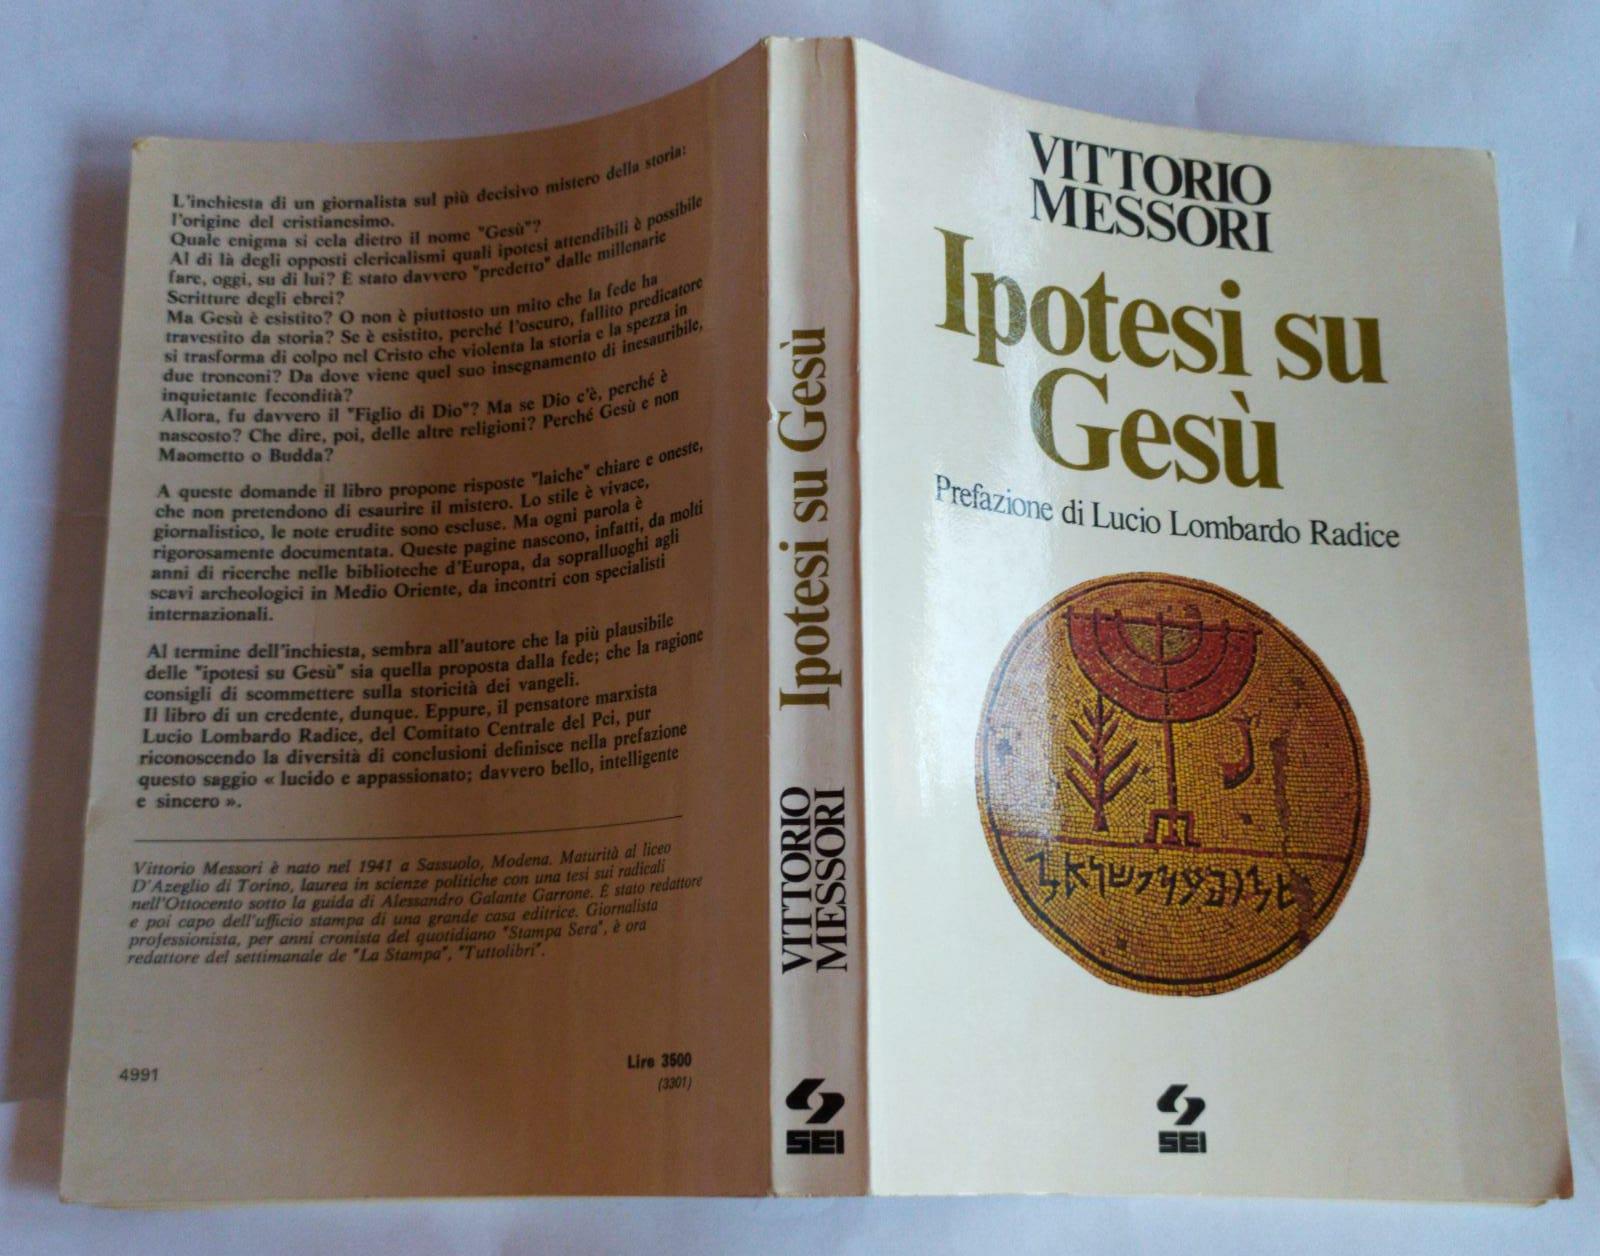 L'inchiesta di un giornalista sul più decisivo mistero della storia:
l'origine del cristianesimo.
Quale enigma si cela dietro il nome "Gesù"?
Al di là degli opposti clericalismi quali ipotesi attendibili è possibile
fare, oggi, su di lui? È stato davvero "predetto" dalle millenarie
Scritture degli ebrei?
Ma Gesù è esistito? O non è piuttosto un mito che la fede ha
travestito da storia? Se è esistito, perché l'oscuro, fallito predicatore
si trasforma di colpo nel Cristo che violenta la storia e la spezza in
due tronconi? Da dove viene quel suo insegnamento di inesauribile,
inquietante fecondità?
Allora, fu davvero il "Figlio di Dio"? Ma se Dio c'è, perché è
nascosto? Che dire, poi, delle altre religioni? Perché Gesù e non
Maometto o Budda?
A queste domande il libro propone risposte "laiche" chiare e oneste,
che non pretendono di esaurire il mistero. Lo stile è vivace,
giornalistico, le note erudite sono escluse. Ma ogni parola è
rigorosamente documentata. Queste pagine nascono, infatti, da molti
anni di ricerche nelle biblioteche d'Europa, da sopralluoghi agli
scavi archeologici in Medio Oriente, da incontri con specialisti
internazionali.
Al termine dell'inchiesta, sembra all'autore che la più plausibile
delle "ipotesi su Gesù" sia quella proposta dalla fede; che la ragione
consigli di scommettere sulla storicità dei vangeli.
Il libro di un credente, dunque. Eppure, il pensatore marxista
Lucio Lombardo Radice, del Comitato Centrale del Pci, pur
riconoscendo la diversità di conclusioni definisce nella prefazione
questo saggio « lucido e appassionato; davvero bello, intelligente
e sincero ».
Vittorio Messori è nato nel 1941 a Sassuolo, Modena. Maturità al liceo
D'Azeglio di Torino, laurea in scienze politiche con una tesi sui radicali
nell'Ottocento sotto la guida di Alessandro Galante Garrone. È stato redattore
e poi capo dell'ufficio stampa di una grande casa editrice. Giornalista
professionista, per anni cronista del quotidiano "Stampa Sera", è ora
redattore del settimanale de "La Stampa", "Tuttolibri".
4991
Lire 3500
(3301)
Ipotesi su Gesù
VITTORIO
MESSORI
SEI
VITTORIO
MESSORI
Ipotesi su
Gesù
Prefazione di Lucio Lombardo Radice
SEI